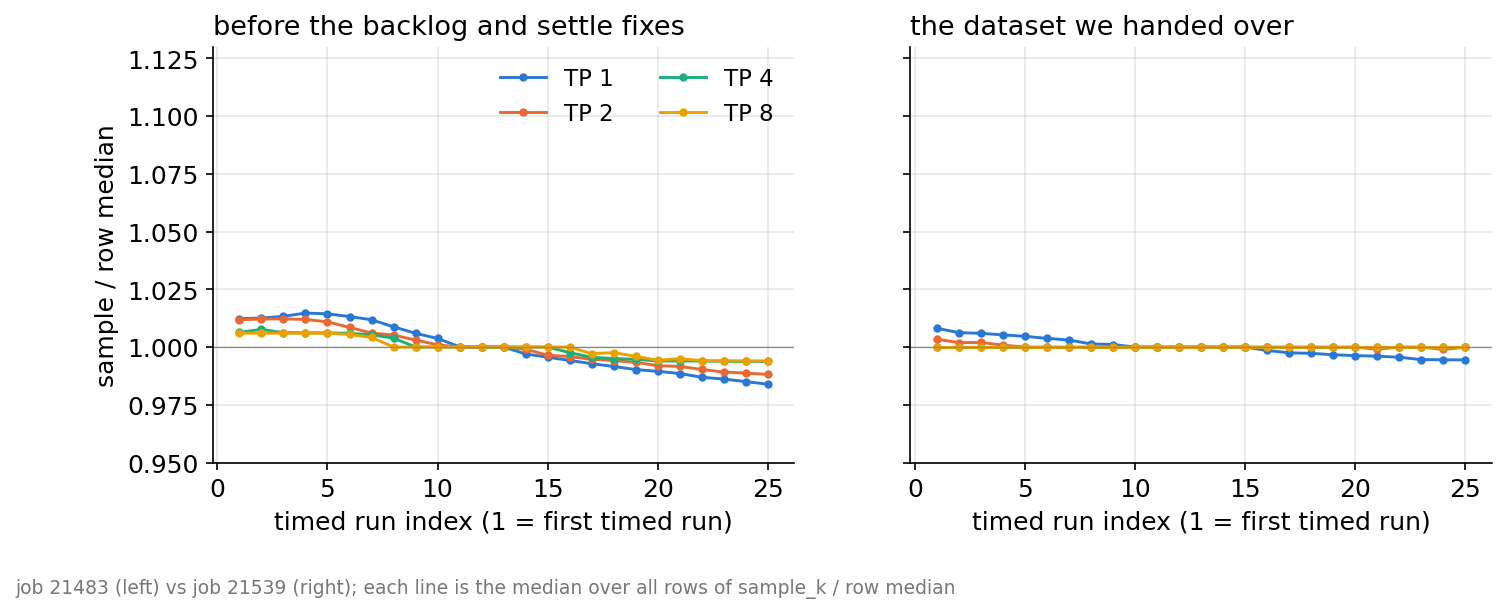 before the backlog and settle fixes
the dataset we handed over
sample / row median
1.125
1.100
1.075
1.050
1.025
1.000
0.975
0.950
TP 1
TP 2
TP 4
TP 8
0 5 10 15 20 25
0 5 10 15 20 25
timed run index (1 = first timed run)
timed run index (1 = first timed run)
job 21483 (left) vs job 21539 (right); each line is the median over all rows of sample_k / row median